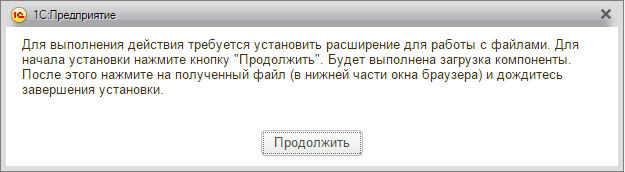 1С:Предприятие
Для выполнения действия требуется установить расширение для работы с файлами. Для
начала установки нажмите кнопку "Продолжить". Будет выполнена загрузка компоненты.
После этого нажмите на полученный файл (в нижней части окна браузера) и дождитесь
завершения установки.
Продолжить